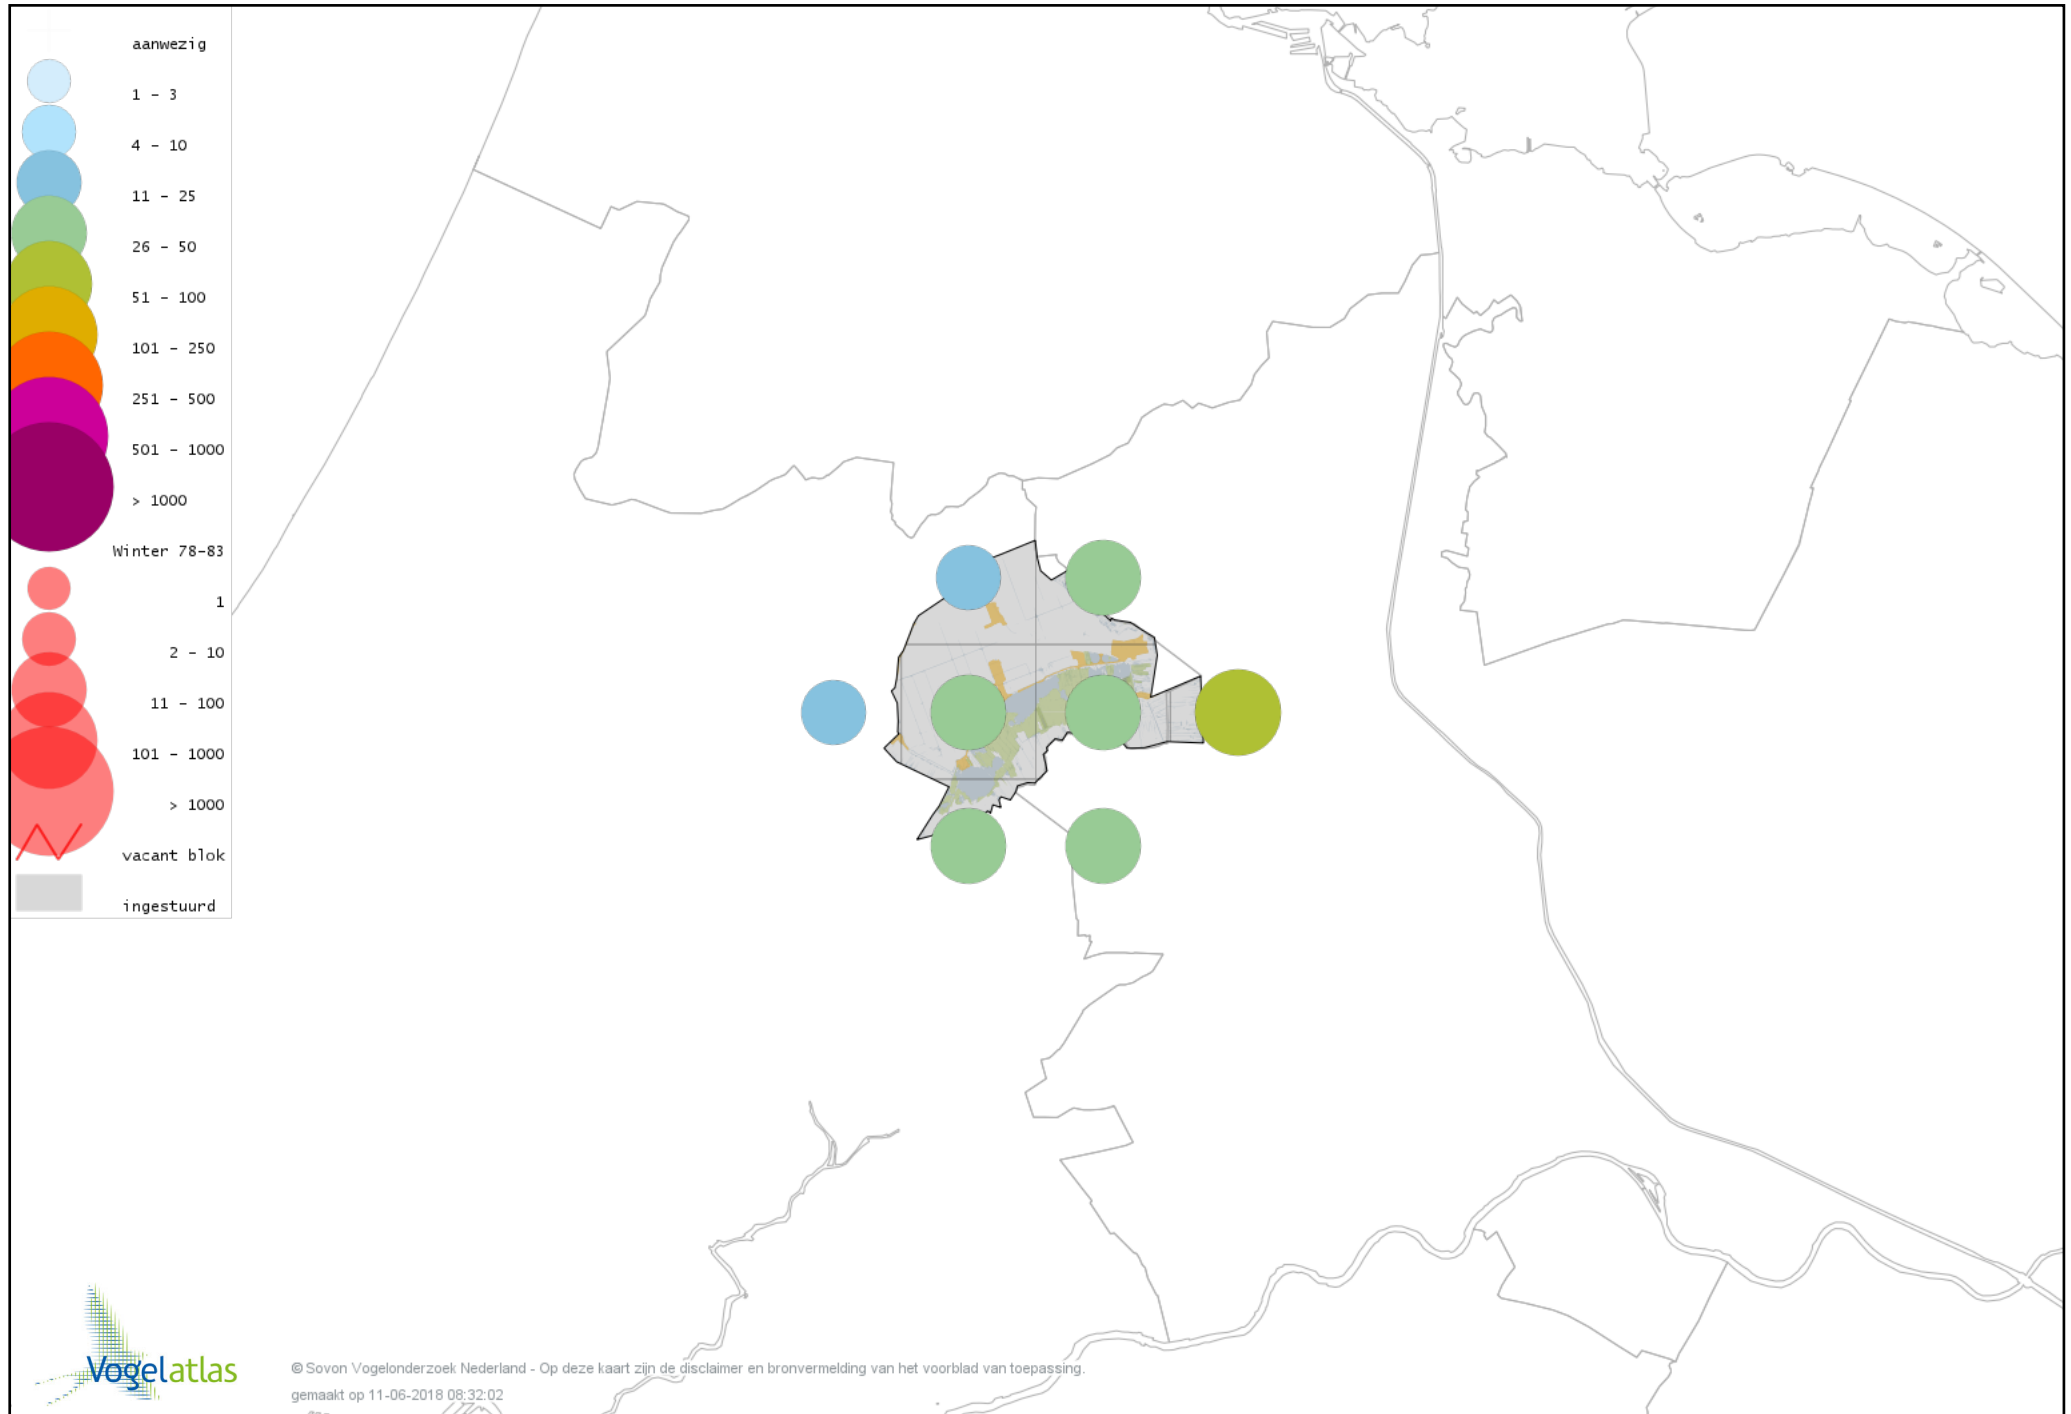 aanwezig
1 - 3
4 - 10
11 - 25
26 - 50
51 - 100
101 - 250
251 - 500
501 - 1000
> 1000
Winter 78-83
1
2 - 10
11 - 100
101 - 1000
> 1000
vacant blok
ingestuurd
Vogelatlas
© Sovon Vogelonderzoek Nederland - Op deze kaart zijn de disclaimer en bronvermelding van het voorblad van toepassing.
gemaakt op 11-06-2018 08:32:02